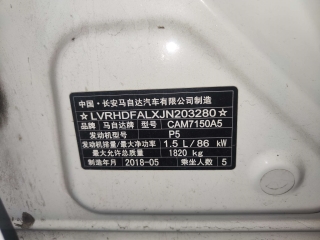 中国·长安马自达汽车有限公司制造
☆LVRHDFALXJN203280☆
品牌 马自达牌 型号 CAM7150A5
发动机型号 P5
发动机排量/最大净功率 1.5 L/ 86 kW
最大允许总质量 1820 kg
制造年月 2018-05 乘坐人数 5